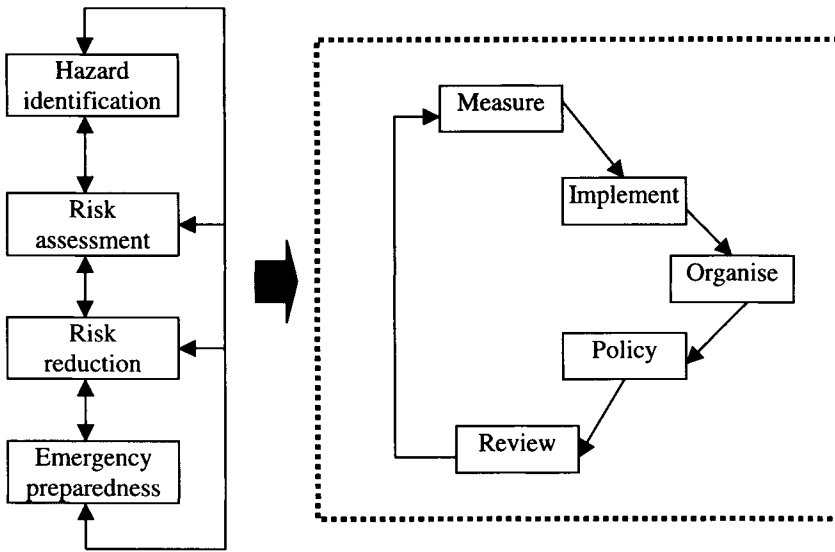 Hazard
identification
Risk
assessment
Risk
reduction
Emergency
preparedness
Measure
Implement
Organise
Policy
Review